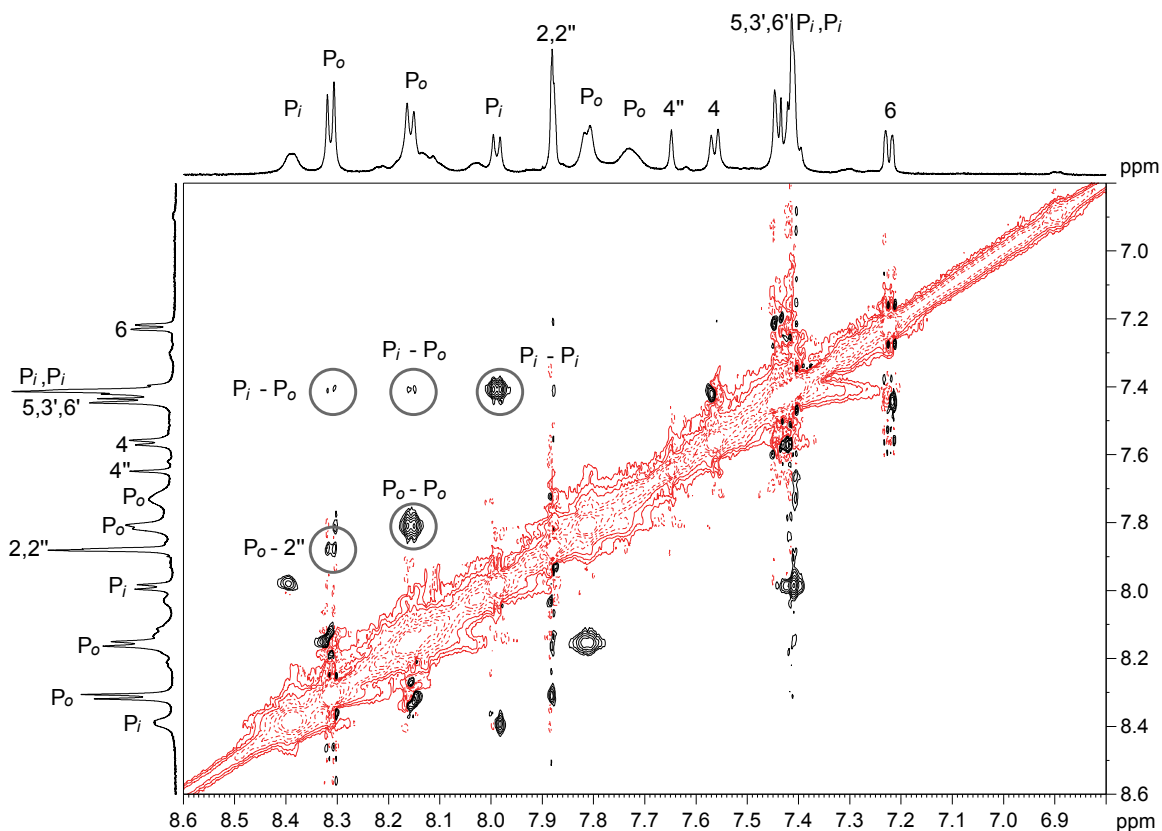 5,3',6' Pi ,Pi
2,2"
Po
Po
Pi
Pi
Po
Po
4"
4
6
ppm
7.0
7.2
7.4
7.6
7.8
8.0
8.2
8.4
8.6
6
Pi ,Pi
5,3',6'
4
4"
Po
Po
2,2"
Pi
Po
Po
Pi
Pi - Po
Pi - Po
Pi - Pi
Po - Po
Po - 2"
8.6 8.5 8.4 8.3 8.2 8.1 8.0 7.9 7.8 7.7 7.6 7.5 7.4 7.3 7.2 7.1 7.0 6.9 ppm